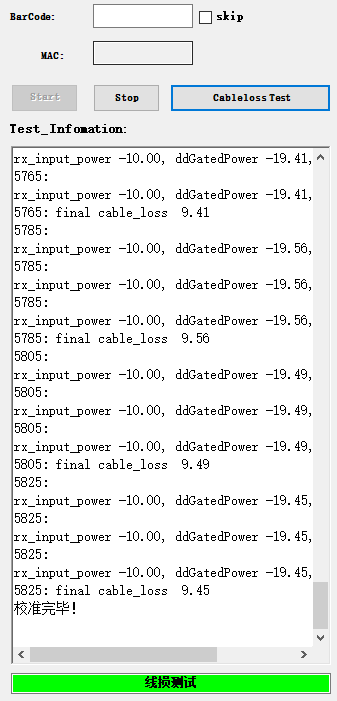 BarCode:
skip
MAC:
Start
Stop
Cableloss Test
Test_Infomation:
rx_input_power -10.00, ddGatedPower -19.41,
5765:
rx_input_power -10.00, ddGatedPower -19.41,
5765: final cable_loss  9.41
5785:
rx_input_power -10.00, ddGatedPower -19.56,
5785:
rx_input_power -10.00, ddGatedPower -19.56,
5785:
rx_input_power -10.00, ddGatedPower -19.56,
5785: final cable_loss  9.56
5805:
rx_input_power -10.00, ddGatedPower -19.49,
5805:
rx_input_power -10.00, ddGatedPower -19.49,
5805:
rx_input_power -10.00, ddGatedPower -19.49,
5805: final cable_loss  9.49
5825:
rx_input_power -10.00, ddGatedPower -19.45,
5825:
rx_input_power -10.00, ddGatedPower -19.45,
5825:
rx_input_power -10.00, ddGatedPower -19.45,
5825: final cable_loss  9.45
校准完毕!
线损测试